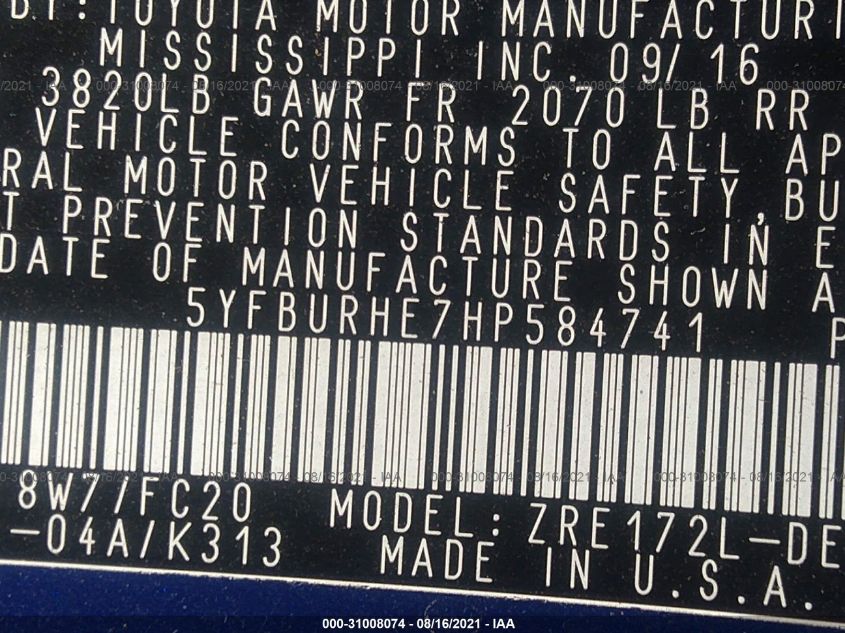 BY: TOYOTA MOTOR MANUFACTURI
MISSISSIPPI INC. 09/16
3820LB GAWR FR 2070LB RR
VEHICLE CONFORMS TO ALL AP
RAL MOTOR VEHICLE SAFETY, BU
T PREVENTION STANDARDS IN E
DATE OF MANUFACTURE SHOWN A
5YFBURHE7HP584741 P
8W7/FC20 MODEL: ZRE172L-DE
-04A/K313 MADE IN U.S.A.
000-31008074 - 08/16/2021 - IAA